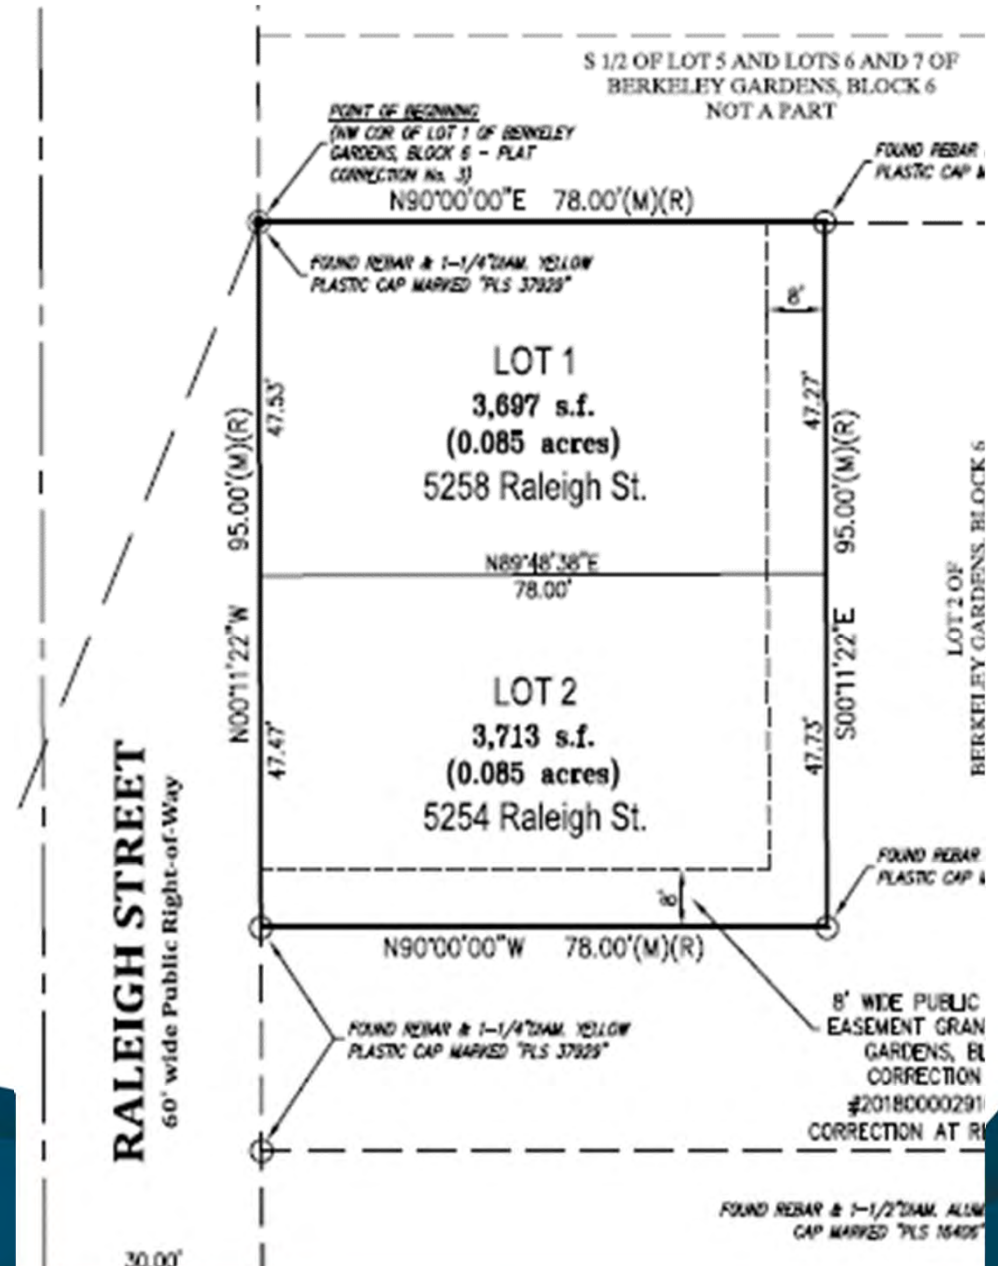 S 1/2 OF LOT 5 AND LOTS 6 AND 7 OF
BERKELEY GARDENS, BLOCK 6
NOT A PART
POINT OF BEGINNING
(NW COR OF LOT 1 OF BERKELEY
GARDENS, BLOCK 6 - PLAT
CORRECTION No. 3)
FOUND REBAR
PLASTIC CAP
N90°00'00"E 78.00'(M)(R)
FOUND REBAR & 1-1/4"DIAM. YELLOW
PLASTIC CAP MARKED "PLS 37929"
8'
LOT 1
3,697 s.f.
(0.085 acres)
5258 Raleigh St.
47.53'
47.27'
95.00'(M)(R)
95.00'(M)(R)
N89°48'38"E
78.00'
N00°11'22"W
S00°11'22"E
LOT 2 OF
BERKELEY GARDENS, BLOCK 6
LOT 2
3,713 s.f.
(0.085 acres)
5254 Raleigh St.
47.47'
47.73'
RALEIGH STREET
60' wide Public Right-of-Way
8'
FOUND REBAR
PLASTIC CAP
N90°00'00"W 78.00'(M)(R)
8' WIDE PUBLIC
EASEMENT GRAN
GARDENS, BL
CORRECTION
#201800002910
CORRECTION AT
FOUND REBAR & 1-1/4"DIAM. YELLOW
PLASTIC CAP MARKED "PLS 37929"
FOUND REBAR & 1-1/2"DIAM. ALUM
CAP MARKED "PLS 16406"
30.00'